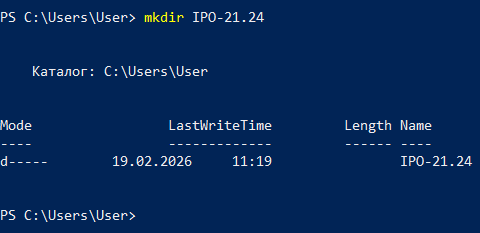 PS C:\Users\User> mkdir IPO-21.24
Каталог: C:\Users\User
Mode LastWriteTime Length Name
---- ------------- ------ ----
d----- 19.02.2026 11:19 IPO-21.24
PS C:\Users\User>